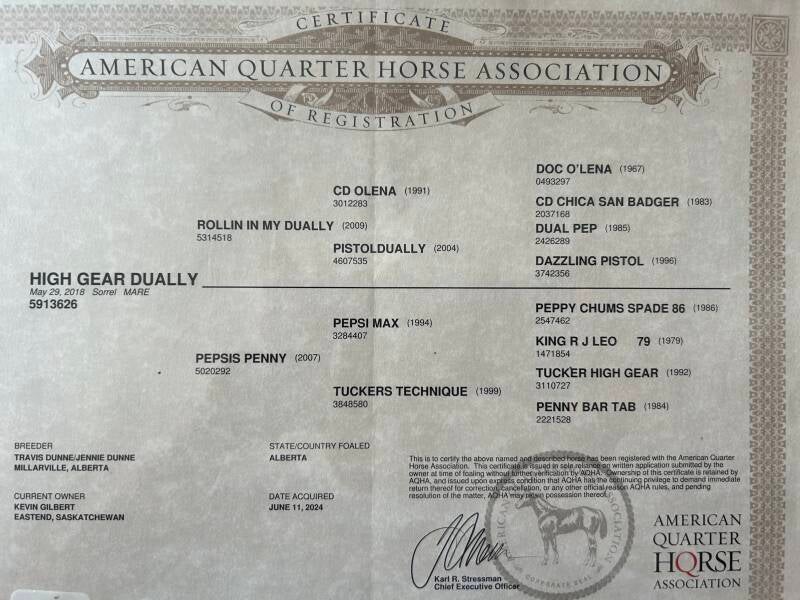 CERTIFICATE
AMERICAN QUARTER HORSE ASSOCIATION
OF REGISTRATION
DOC O'LENA (1967)
0493297
CD OLENA (1991)
3012283
CD CHICA SAN BADGER (1983)
2037168
ROLLIN IN MY DUALLY (2009)
5314518
DUAL PEP (1985)
2426289
PISTOLDUALLY (2004)
4607535
DAZZLING PISTOL (1996)
3742356
HIGH GEAR DUALLY
May 29, 2018 Sorrel MARE
5913626
PEPPY CHUMS SPADE 86 (1986)
2547462
PEPSI MAX (1994)
3284407
KING R J LEO 79 (1979)
1471854
PEPSIS PENNY (2007)
5020292
TUCKER HIGH GEAR (1992)
3110727
TUCKERS TECHNIQUE (1999)
3848580
PENNY BAR TAB (1984)
2221528
BREEDER
TRAVIS DUNNE/JENNIE DUNNE
MILLARVILLE, ALBERTA
STATE/COUNTRY FOALED
ALBERTA
CURRENT OWNER
KEVIN GILBERT
EASTEND, SASKATCHEWAN
DATE ACQUIRED
JUNE 11, 2024
This is to certify the above named and described horse has been registered with the American Quarter
Horse Association. This certificate is issued in sole reliance on written application submitted by the
owner at time of foaling without further verification by AQHA. Ownership of this certificate is retained by
AQHA, and issued upon express condition that AQHA has the continuing privilege to demand immediate
return thereof for correction, cancellation, or any other official reason AQHA rules, and pending
resolution of the matter, AQHA may retain possession thereof.
Karl R. Stressman
Chief Executive Officer
CORPORATE SEAL
AMERICAN
QUARTER
HORSE
ASSOCIATION